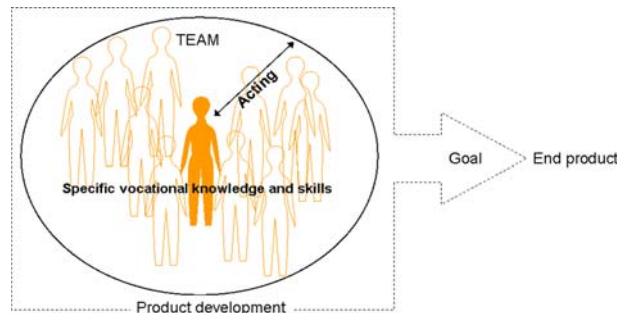 TEAM
Acting
Specific vocational knowledge and skills
Goal
End product
Product development